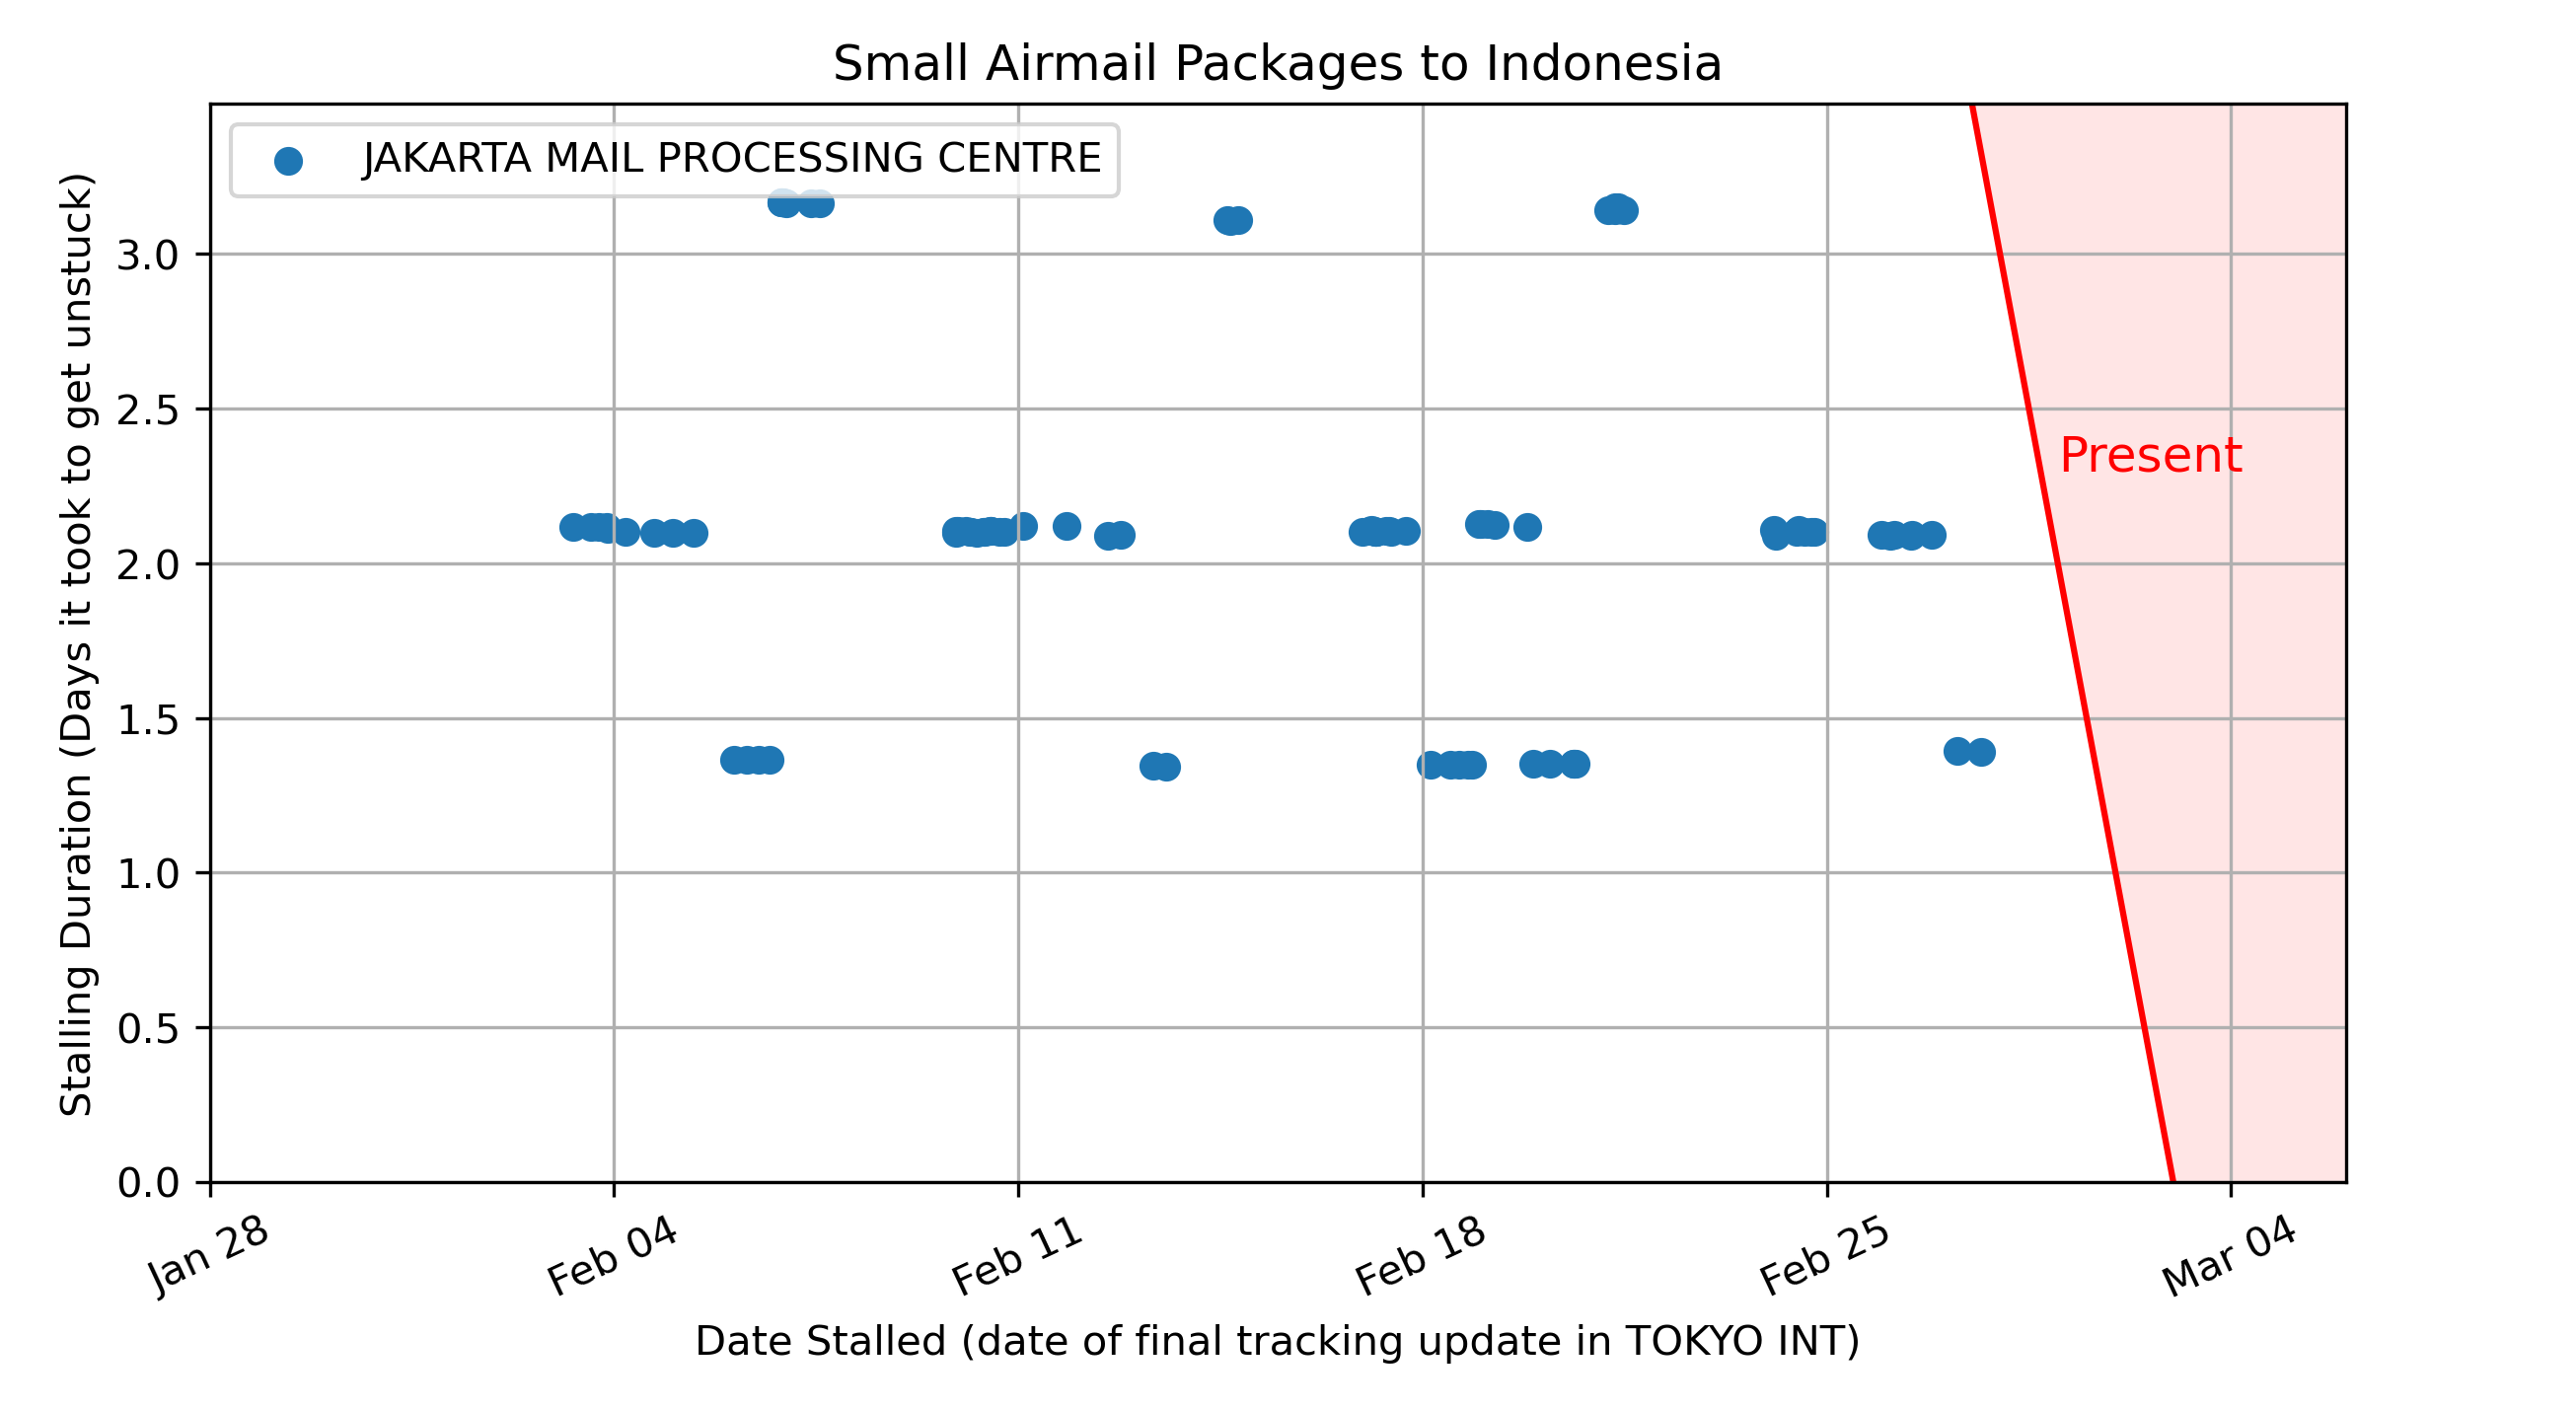 Small Airmail Packages to Indonesia
JAKARTA MAIL PROCESSING CENTRE
Stalling Duration (Days it took to get unstuck)
3.0
2.5
2.0
1.5
1.0
0.5
0.0
Present
Jan 28
Feb 04
Feb 11
Feb 18
Feb 25
Mar 04
Date Stalled (date of final tracking update in TOKYO INT)